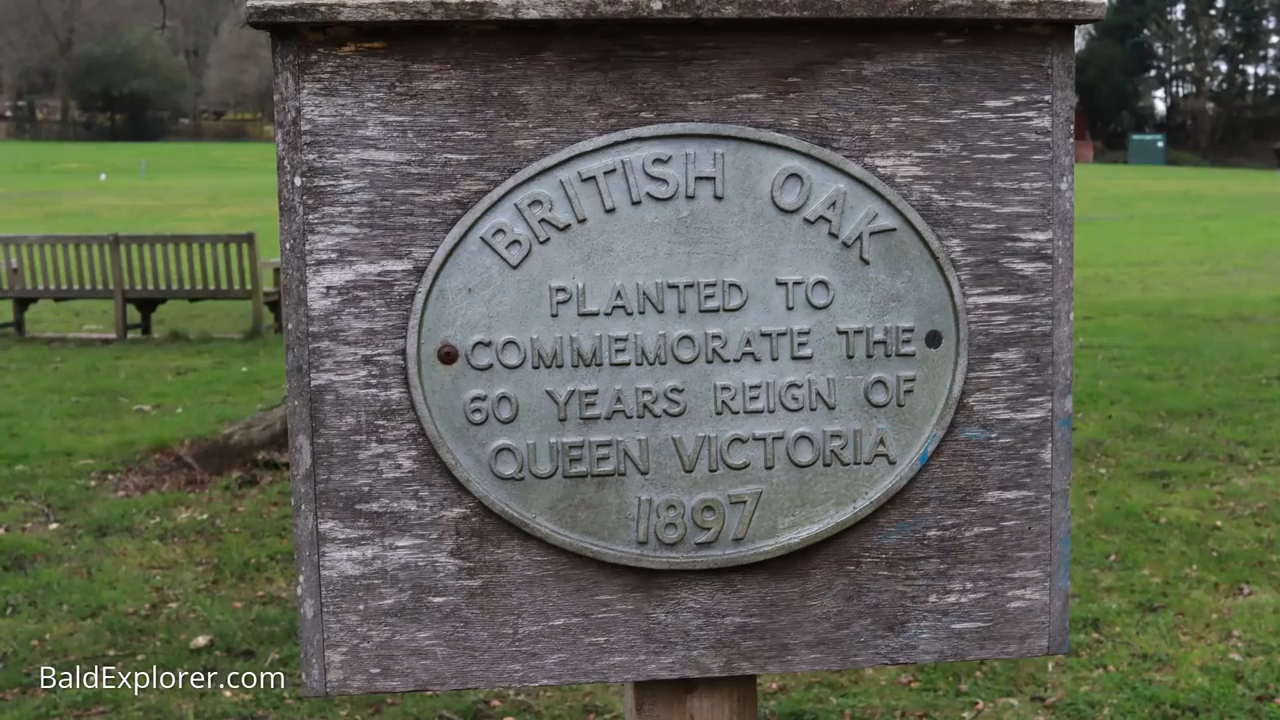 BRITISH OAK
PLANTED TO
COMMEMORATE THE
60 YEARS REIGN OF
QUEEN VICTORIA
1897
BaldExplorer.com